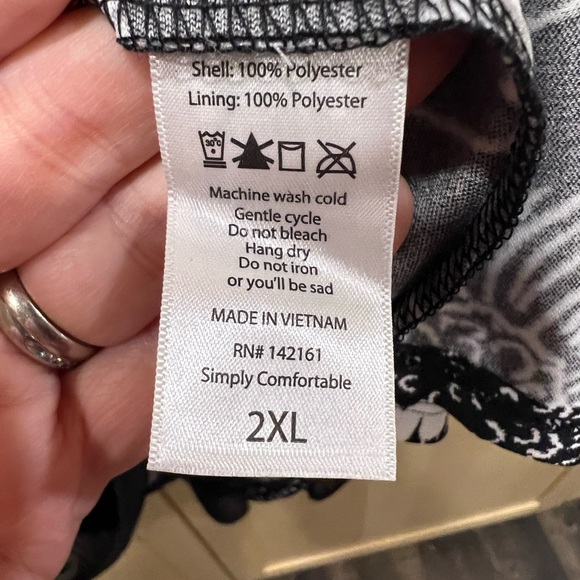 Shell: 100% Polyester
Lining: 100% Polyester
30°C
Machine wash cold
Gentle cycle
Do not bleach
Hang dry
Do not iron
or you'll be sad
MADE IN VIETNAM
RN# 142161
Simply Comfortable
2XL